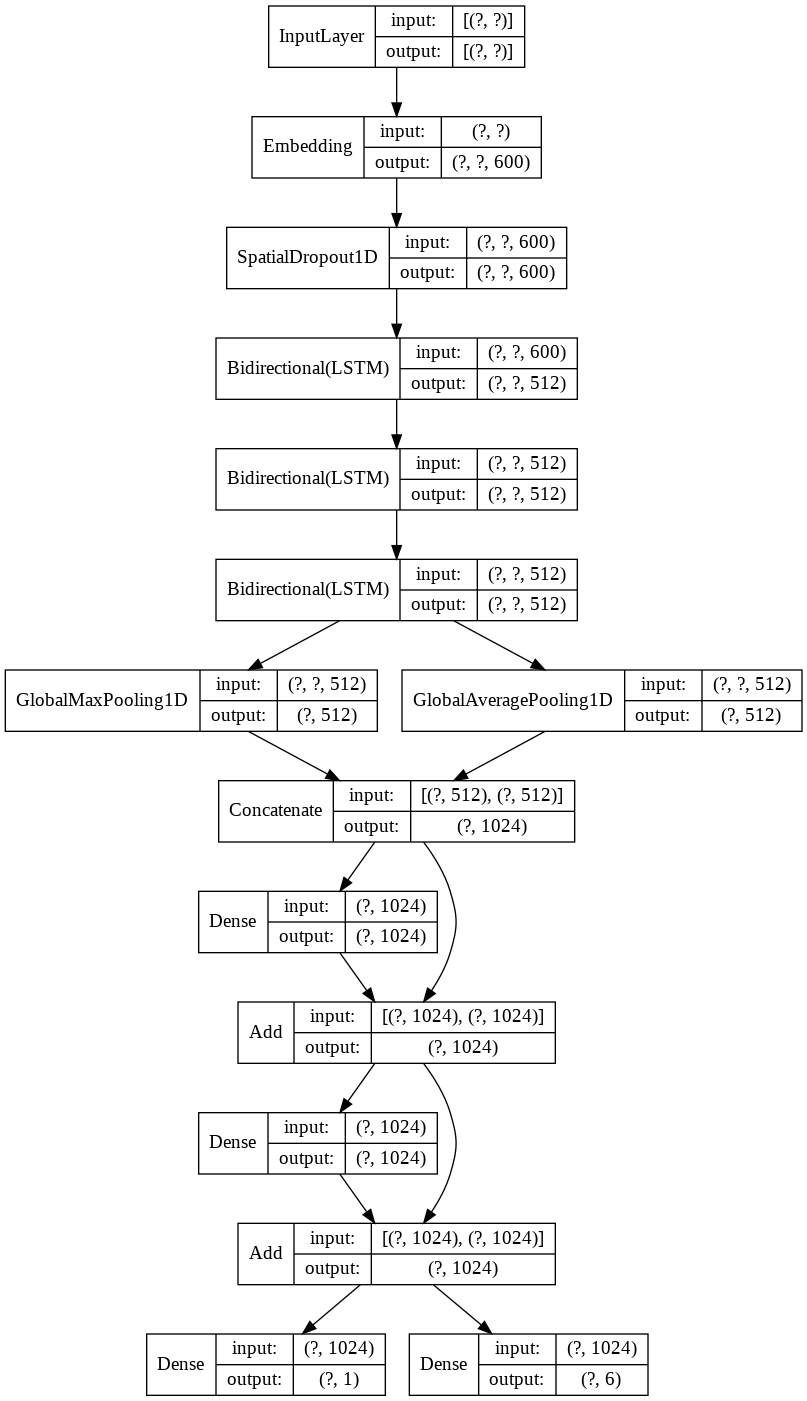 InputLayer
input: [(?, ?)]
output: [(?, ?)]
Embedding
input: (?, ?)
output: (?, ?, 600)
SpatialDropout1D
input: (?, ?, 600)
output: (?, ?, 600)
Bidirectional(LSTM)
input: (?, ?, 600)
output: (?, ?, 512)
Bidirectional(LSTM)
input: (?, ?, 512)
output: (?, ?, 512)
Bidirectional(LSTM)
input: (?, ?, 512)
output: (?, ?, 512)
GlobalMaxPooling1D
input: (?, ?, 512)
output: (?, 512)
GlobalAveragePooling1D
input: (?, ?, 512)
output: (?, 512)
Concatenate
input: [(?, 512), (?, 512)]
output: (?, 1024)
Dense
input: (?, 1024)
output: (?, 1024)
Add
input: [(?, 1024), (?, 1024)]
output: (?, 1024)
Dense
input: (?, 1024)
output: (?, 1024)
Add
input: [(?, 1024), (?, 1024)]
output: (?, 1024)
Dense
input: (?, 1024)
output: (?, 1)
Dense
input: (?, 1024)
output: (?, 6)